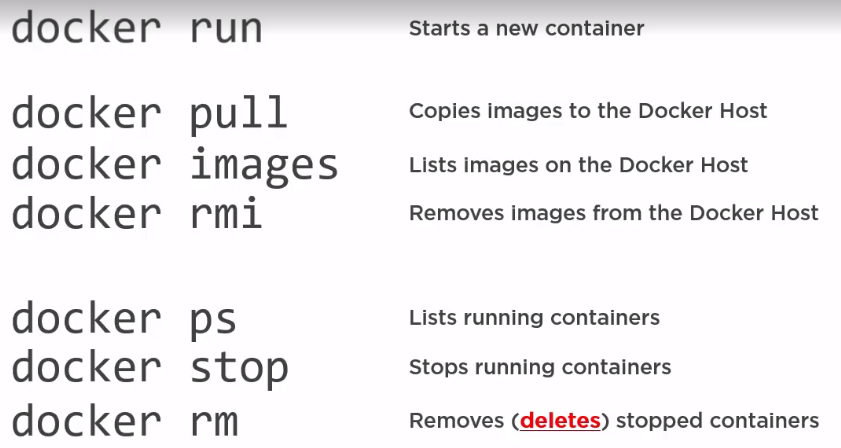 docker run Starts a new container
docker pull Copies images to the Docker Host
docker images Lists images on the Docker Host
docker rmi Removes images from the Docker Host
docker ps Lists running containers
docker stop Stops running containers
docker rm Removes (deletes) stopped containers